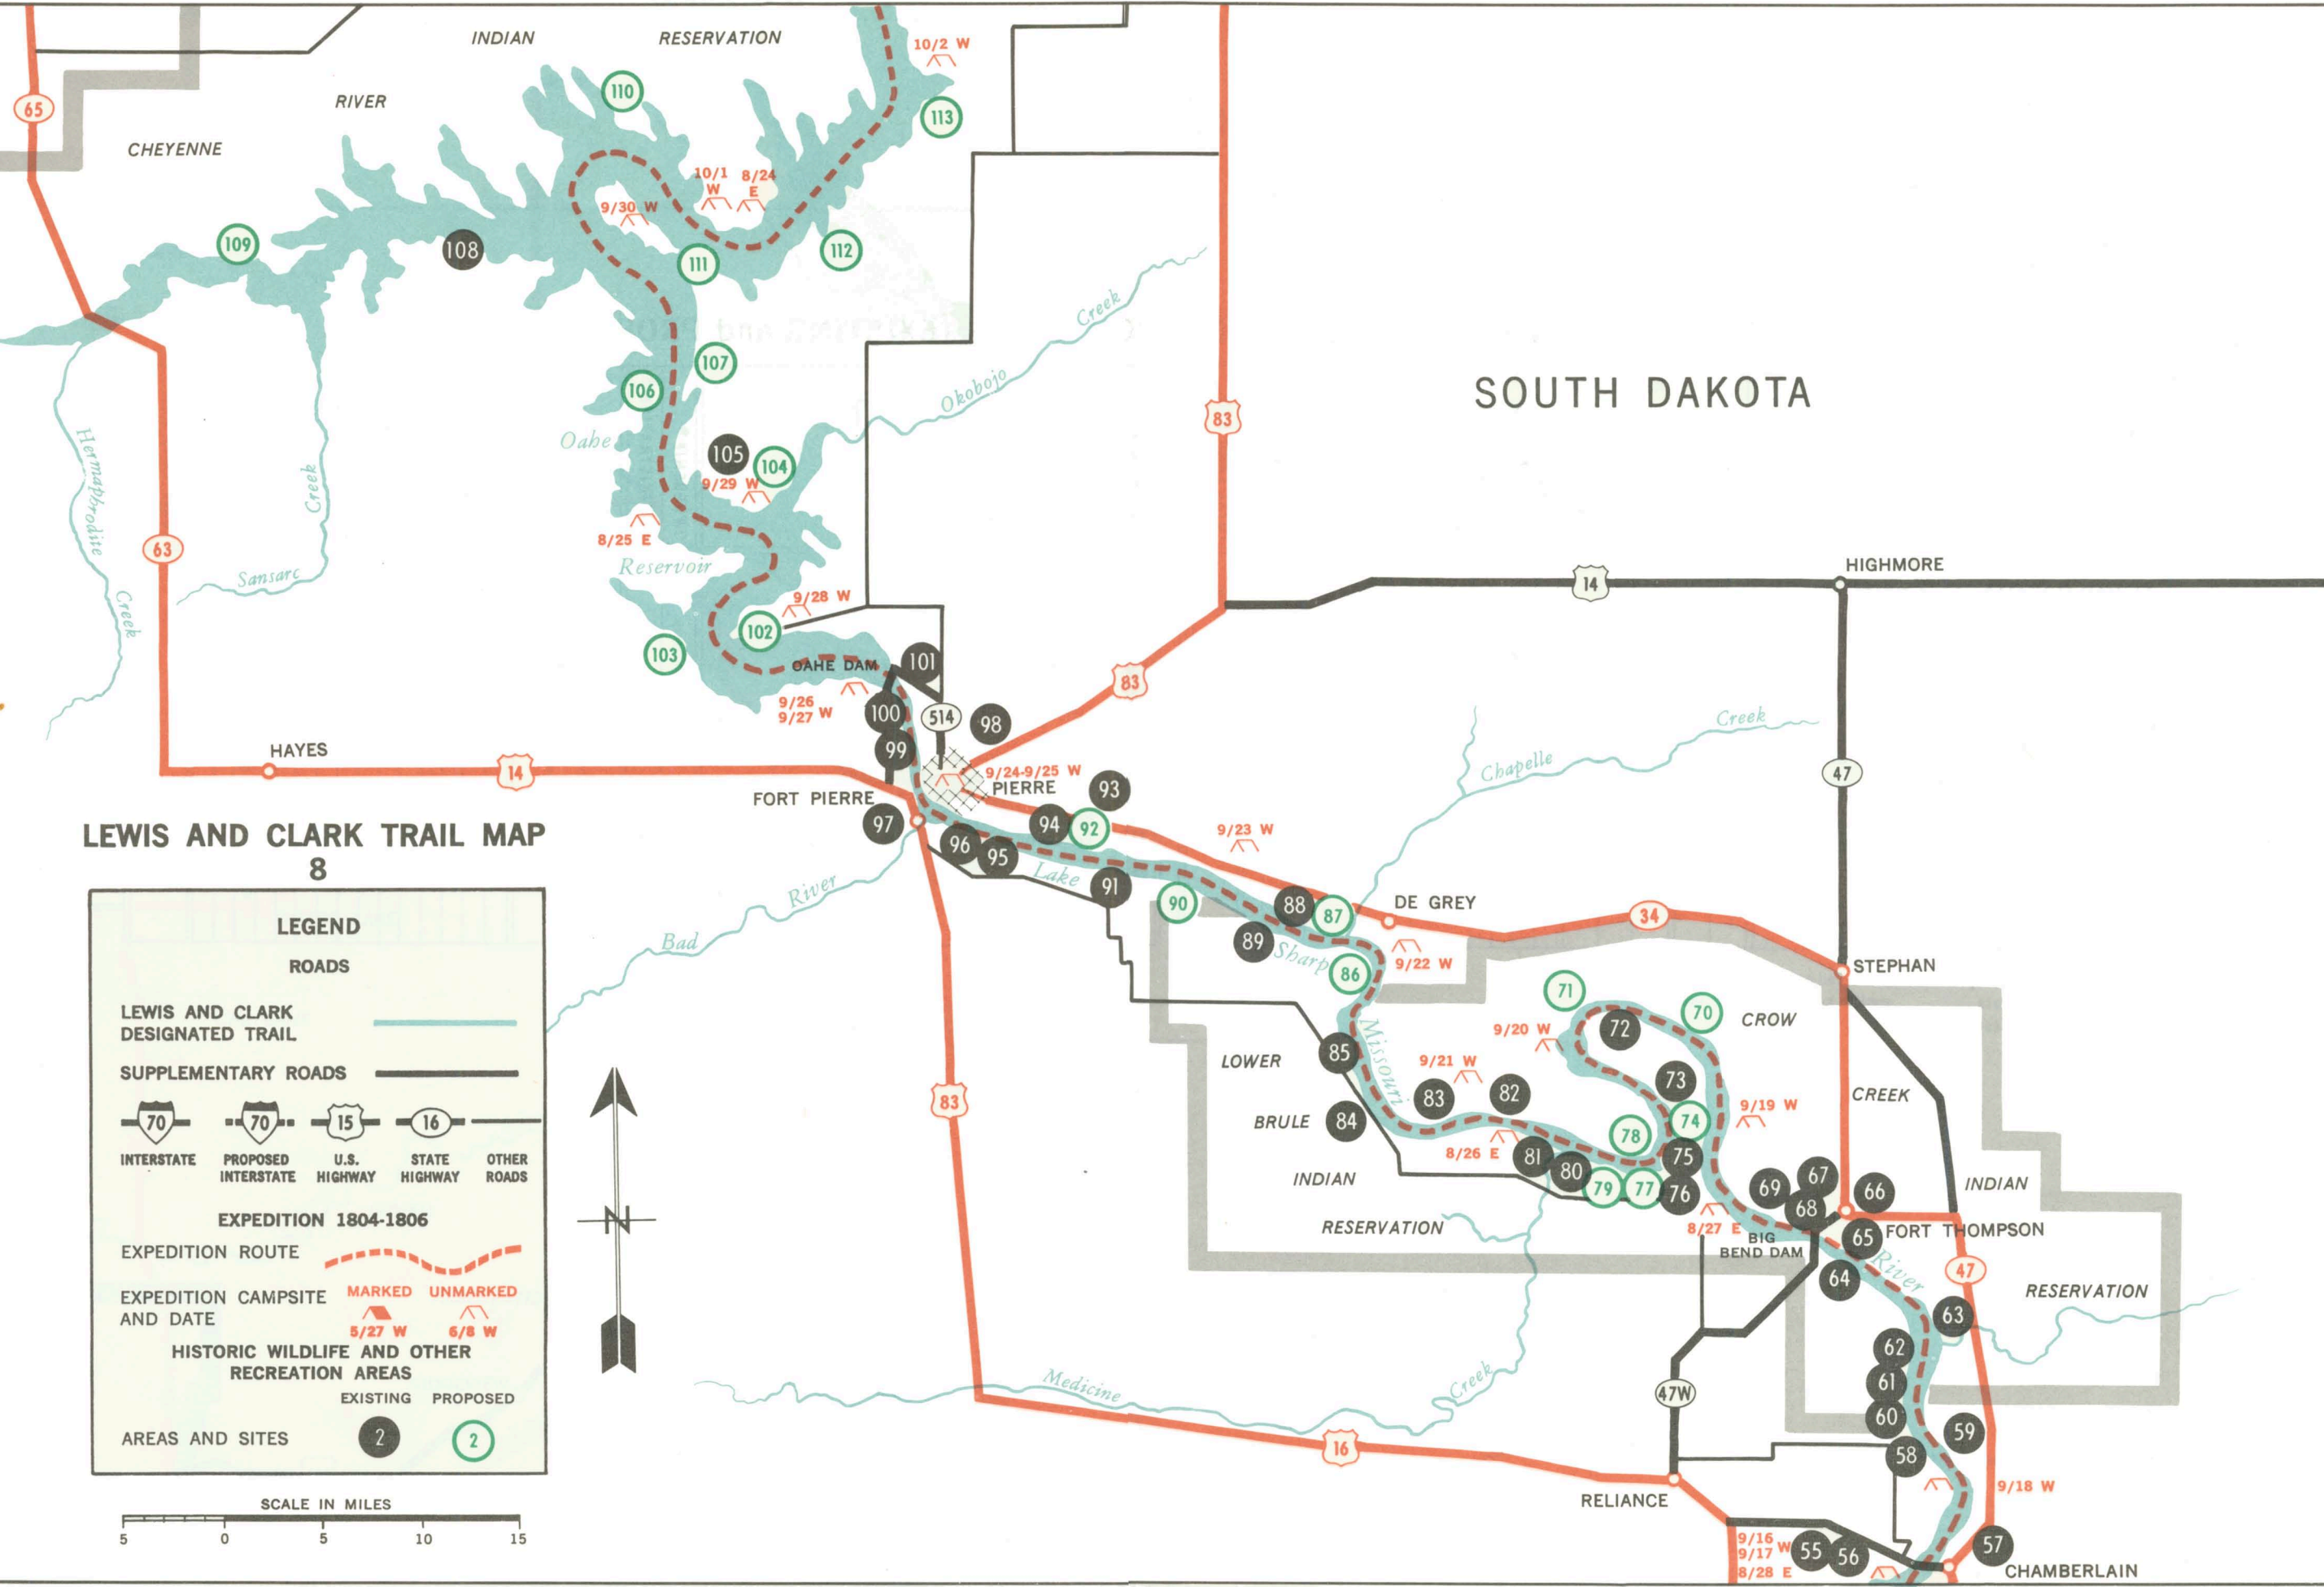 INDIAN RESERVATION
10/2 W
65
110
RIVER
113
CHEYENNE
10/1
W
8/24
E
9/30 W
109
108
111
112
Creek
107
106
Okobojo
83
SOUTH DAKOTA
Oahe
105
104
9/29 W
Hermaphrodite
Creek
Creek
63
8/25 E
Reservoir
Sansarc
14
HIGHMORE
9/28 W
102
103
OAHE DAM
101
83
9/26
9/27 W
100
514
98
Chapelle
Creek
99
HAYES
14
9/24-9/25 W
PIERRE
47
FORT PIERRE
93
97
94
92
9/23 W
96
95
Lake
91
River
Bad
90
88
87
DE GREY
34
89
Sharp
86
9/22 W
STEPHAN
71
70
CROW
Missouri
9/20 W
72
LOWER
85
9/21 W
73
CREEK
83
83
82
9/19 W
BRULE
84
78
74
8/26 E
81
80
75
79
77
76
INDIAN
69
67
68
66
INDIAN
RESERVATION
8/27 E
BIG
BEND DAM
65
FORT THOMPSON
River
64
47
RESERVATION
63
62
Medicine
Creek
61
47W
60
59
16
58
RELIANCE
9/18 W
9/16
9/17 W
8/28 E
55
56
57
CHAMBERLAIN
LEWIS AND CLARK TRAIL MAP
8
LEGEND
ROADS
LEWIS AND CLARK
DESIGNATED TRAIL
SUPPLEMENTARY ROADS
70
70
15
16
INTERSTATE
PROPOSED
INTERSTATE
U.S.
HIGHWAY
STATE
HIGHWAY
OTHER
ROADS
EXPEDITION 1804-1806
EXPEDITION ROUTE
EXPEDITION CAMPSITE
AND DATE
MARKED
UNMARKED
5/27 W
6/8 W
HISTORIC WILDLIFE AND OTHER
RECREATION AREAS
EXISTING
PROPOSED
AREAS AND SITES
2
2
N
SCALE IN MILES
5 0 5 10 15